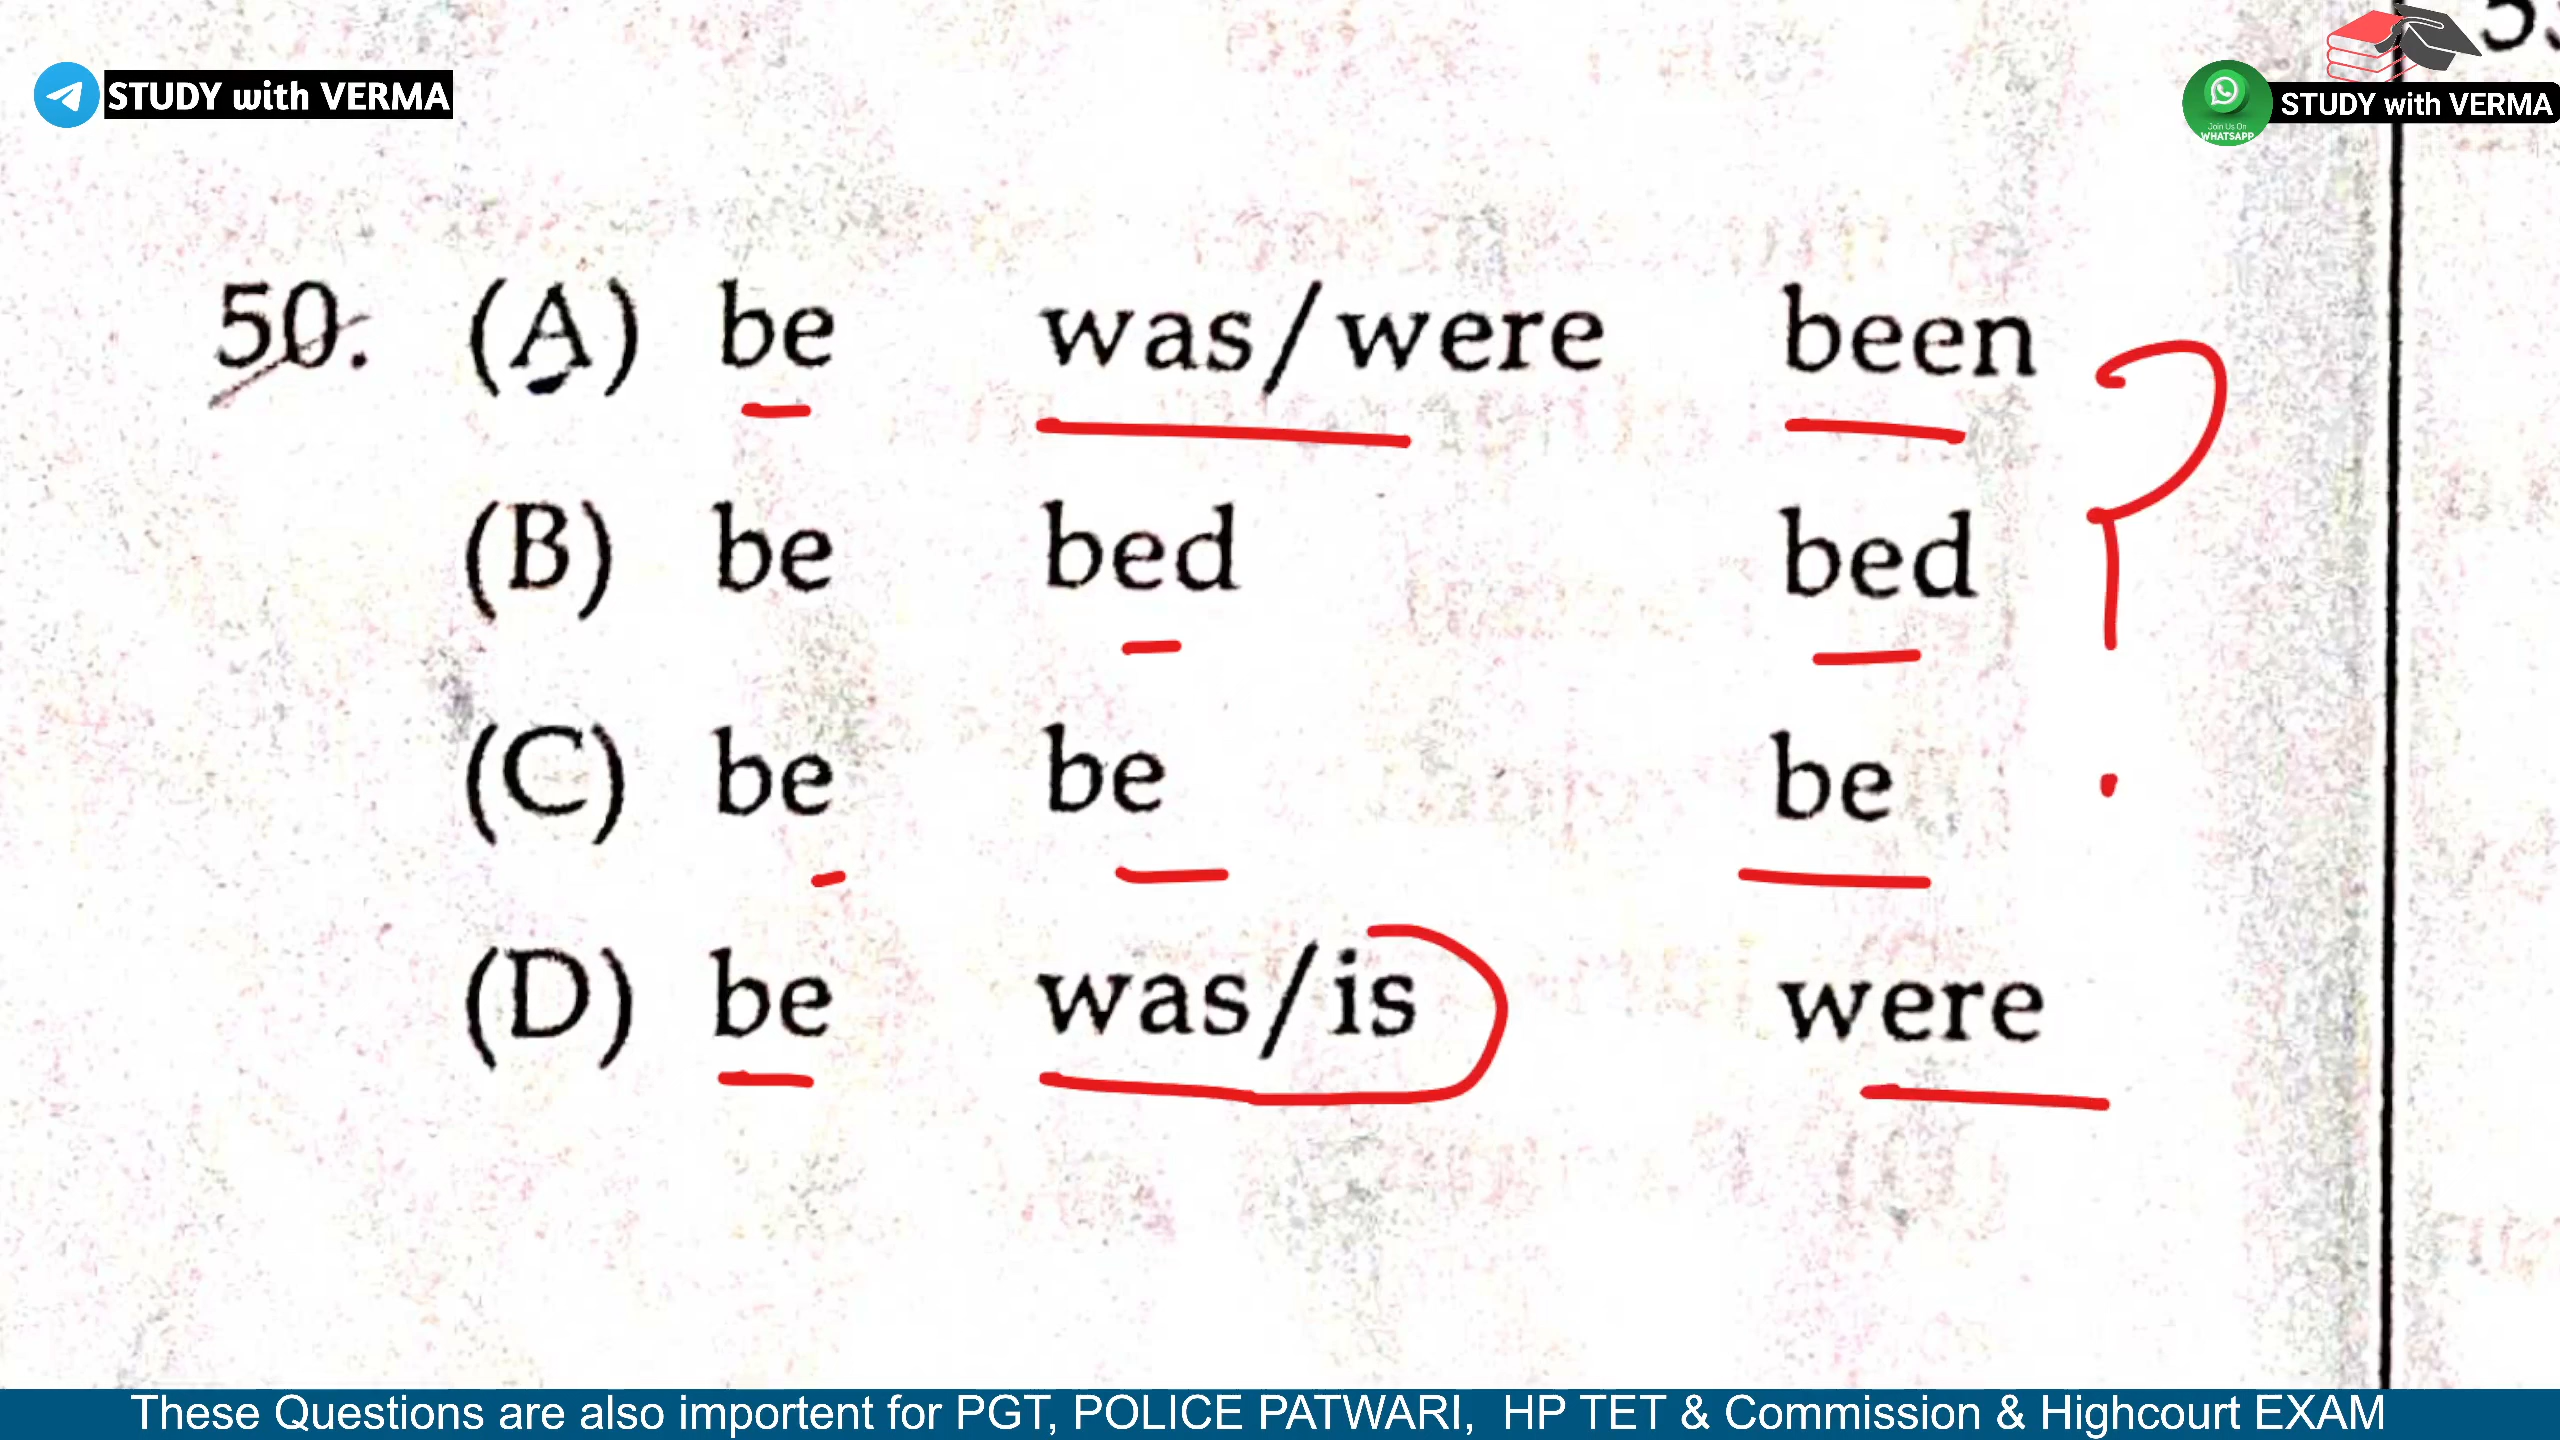 STUDY with VERMA
Join Us On
WHATSAPP
STUDY with VERMA
50. (A) be was/were been
(B) be bed bed
(C) be be be
(D) be was/is were
These Questions are also importent for PGT, POLICE PATWARI, HP TET & Commission & Highcourt EXAM